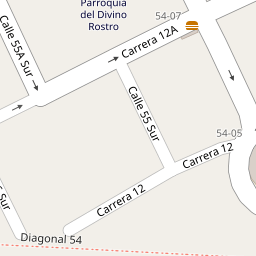 Parroquia
del Divino
Rostro
54-07
Carrera 12A
Calle 55A Sur
Calle 55 Sur
54-05
Carrera 12
Carrera 12
Sur
Diagonal 54